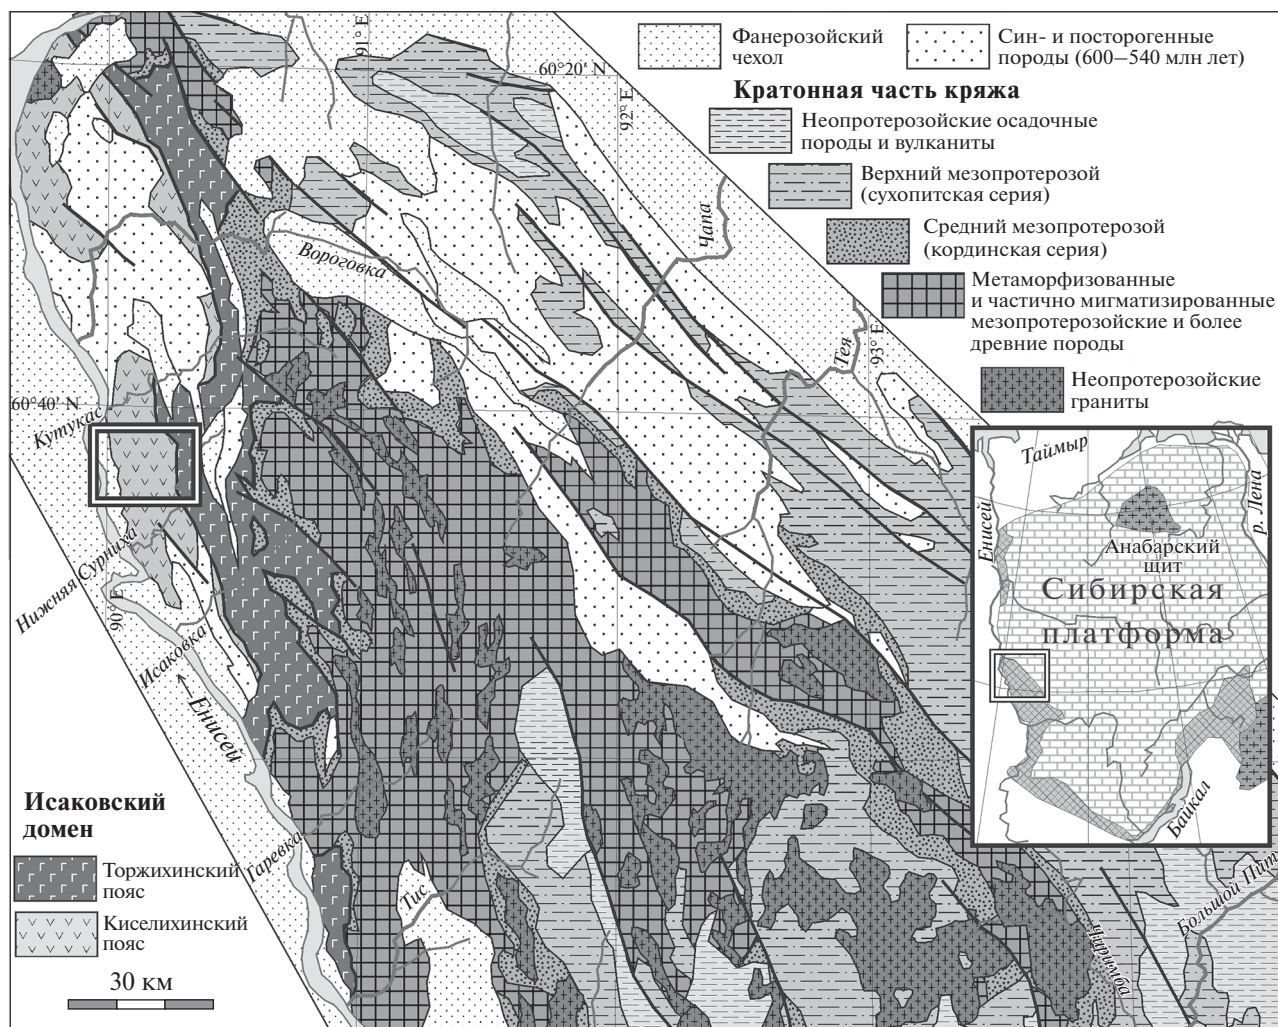 Фанерозойский
чехол
Син- и посторогенные
породы (600–540 млн лет)
Кратонная часть кряжа
Неопротерозойские осадочные
породы и вулканиты
Верхний мезопротерозой
(сухопитская серия)
Средний мезопротерозой
(кординская серия)
Метаморфизованные
и частично мигматизированные
мезопротерозойские и более
древние породы
Неопротерозойские
граниты
91° E
60°20′ N
92° E
Чапа
Вороговка
Тея
93° E
60°40′ N
Кутукас
Нижняя Сурниха
90° E
Исаковка
Енисей
Гаревка
Тис
Чиримба
Большой Пит
Таймыр
Енисей
р. Лена
Анабарский
щит
Сибирская
платформа
Байкал
Исаковский
домен
Торжихинский
пояс
Киселихинский
пояс
30 км